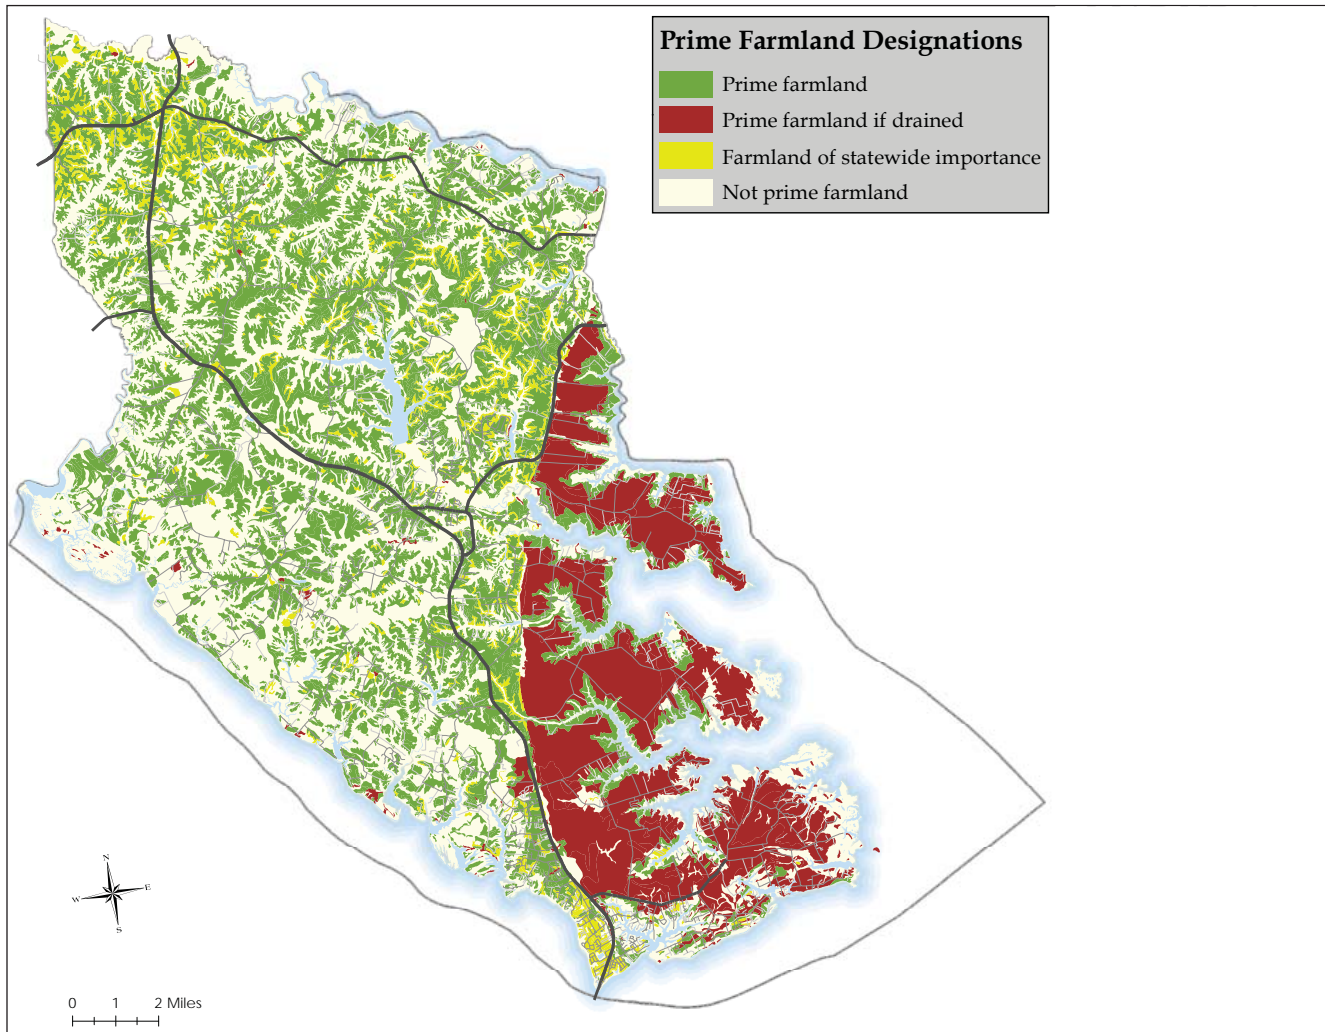 Prime Farmland Designations
Prime farmland
Prime farmland if drained
Farmland of statewide importance
Not prime farmland
N
W E
S
0 1 2 Miles